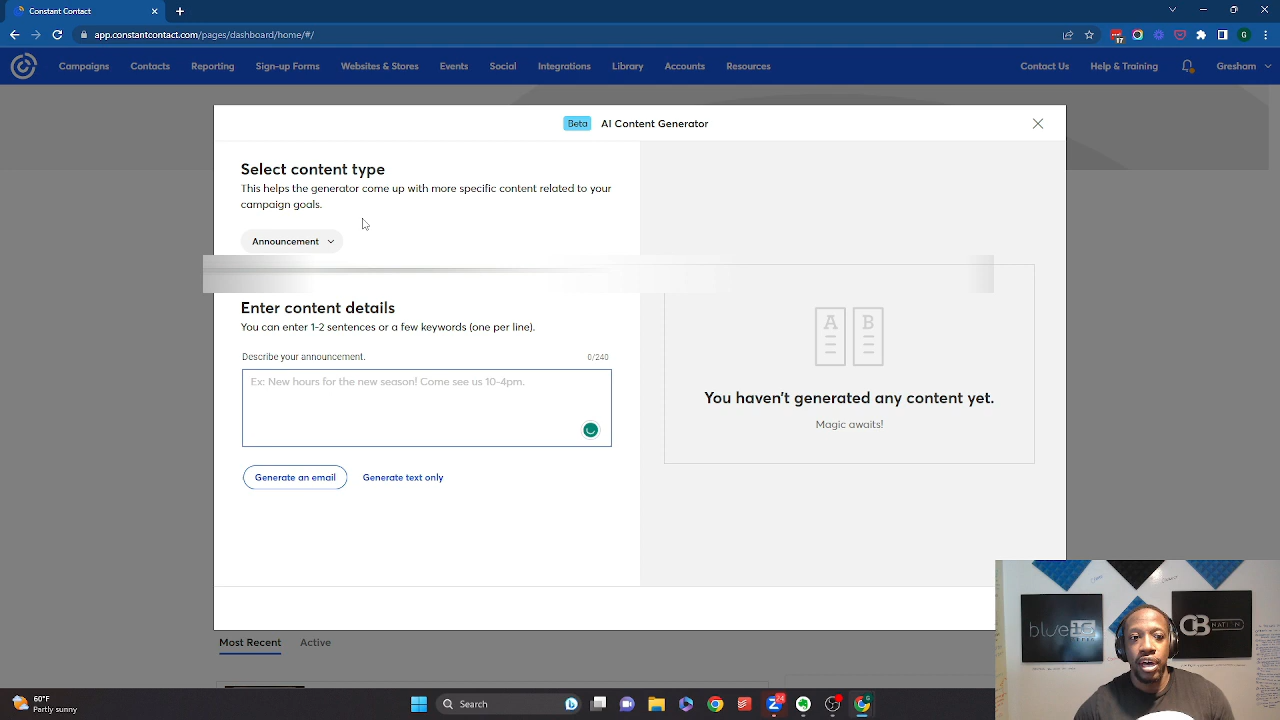 Constant Contact
app.constantcontact.com/pages/dashboard/home/#/
Campaigns Contacts Reporting Sign-up Forms Websites & Stores Events Social Integrations Library Accounts Resources Contact Us Help & Training Gresham
Beta AI Content Generator
Select content type
This helps the generator come up with more specific content related to your
campaign goals.
Announcement
Enter content details
You can enter 1-2 sentences or a few keywords (one per line).
Describe your announcement. 0/240
Ex: New hours for the new season! Come see us 10-4pm.
Generate an email Generate text only
A B
You haven't generated any content yet.
Magic awaits!
Most Recent Active
blue16
CB NATION
60°F
Partly sunny
Search